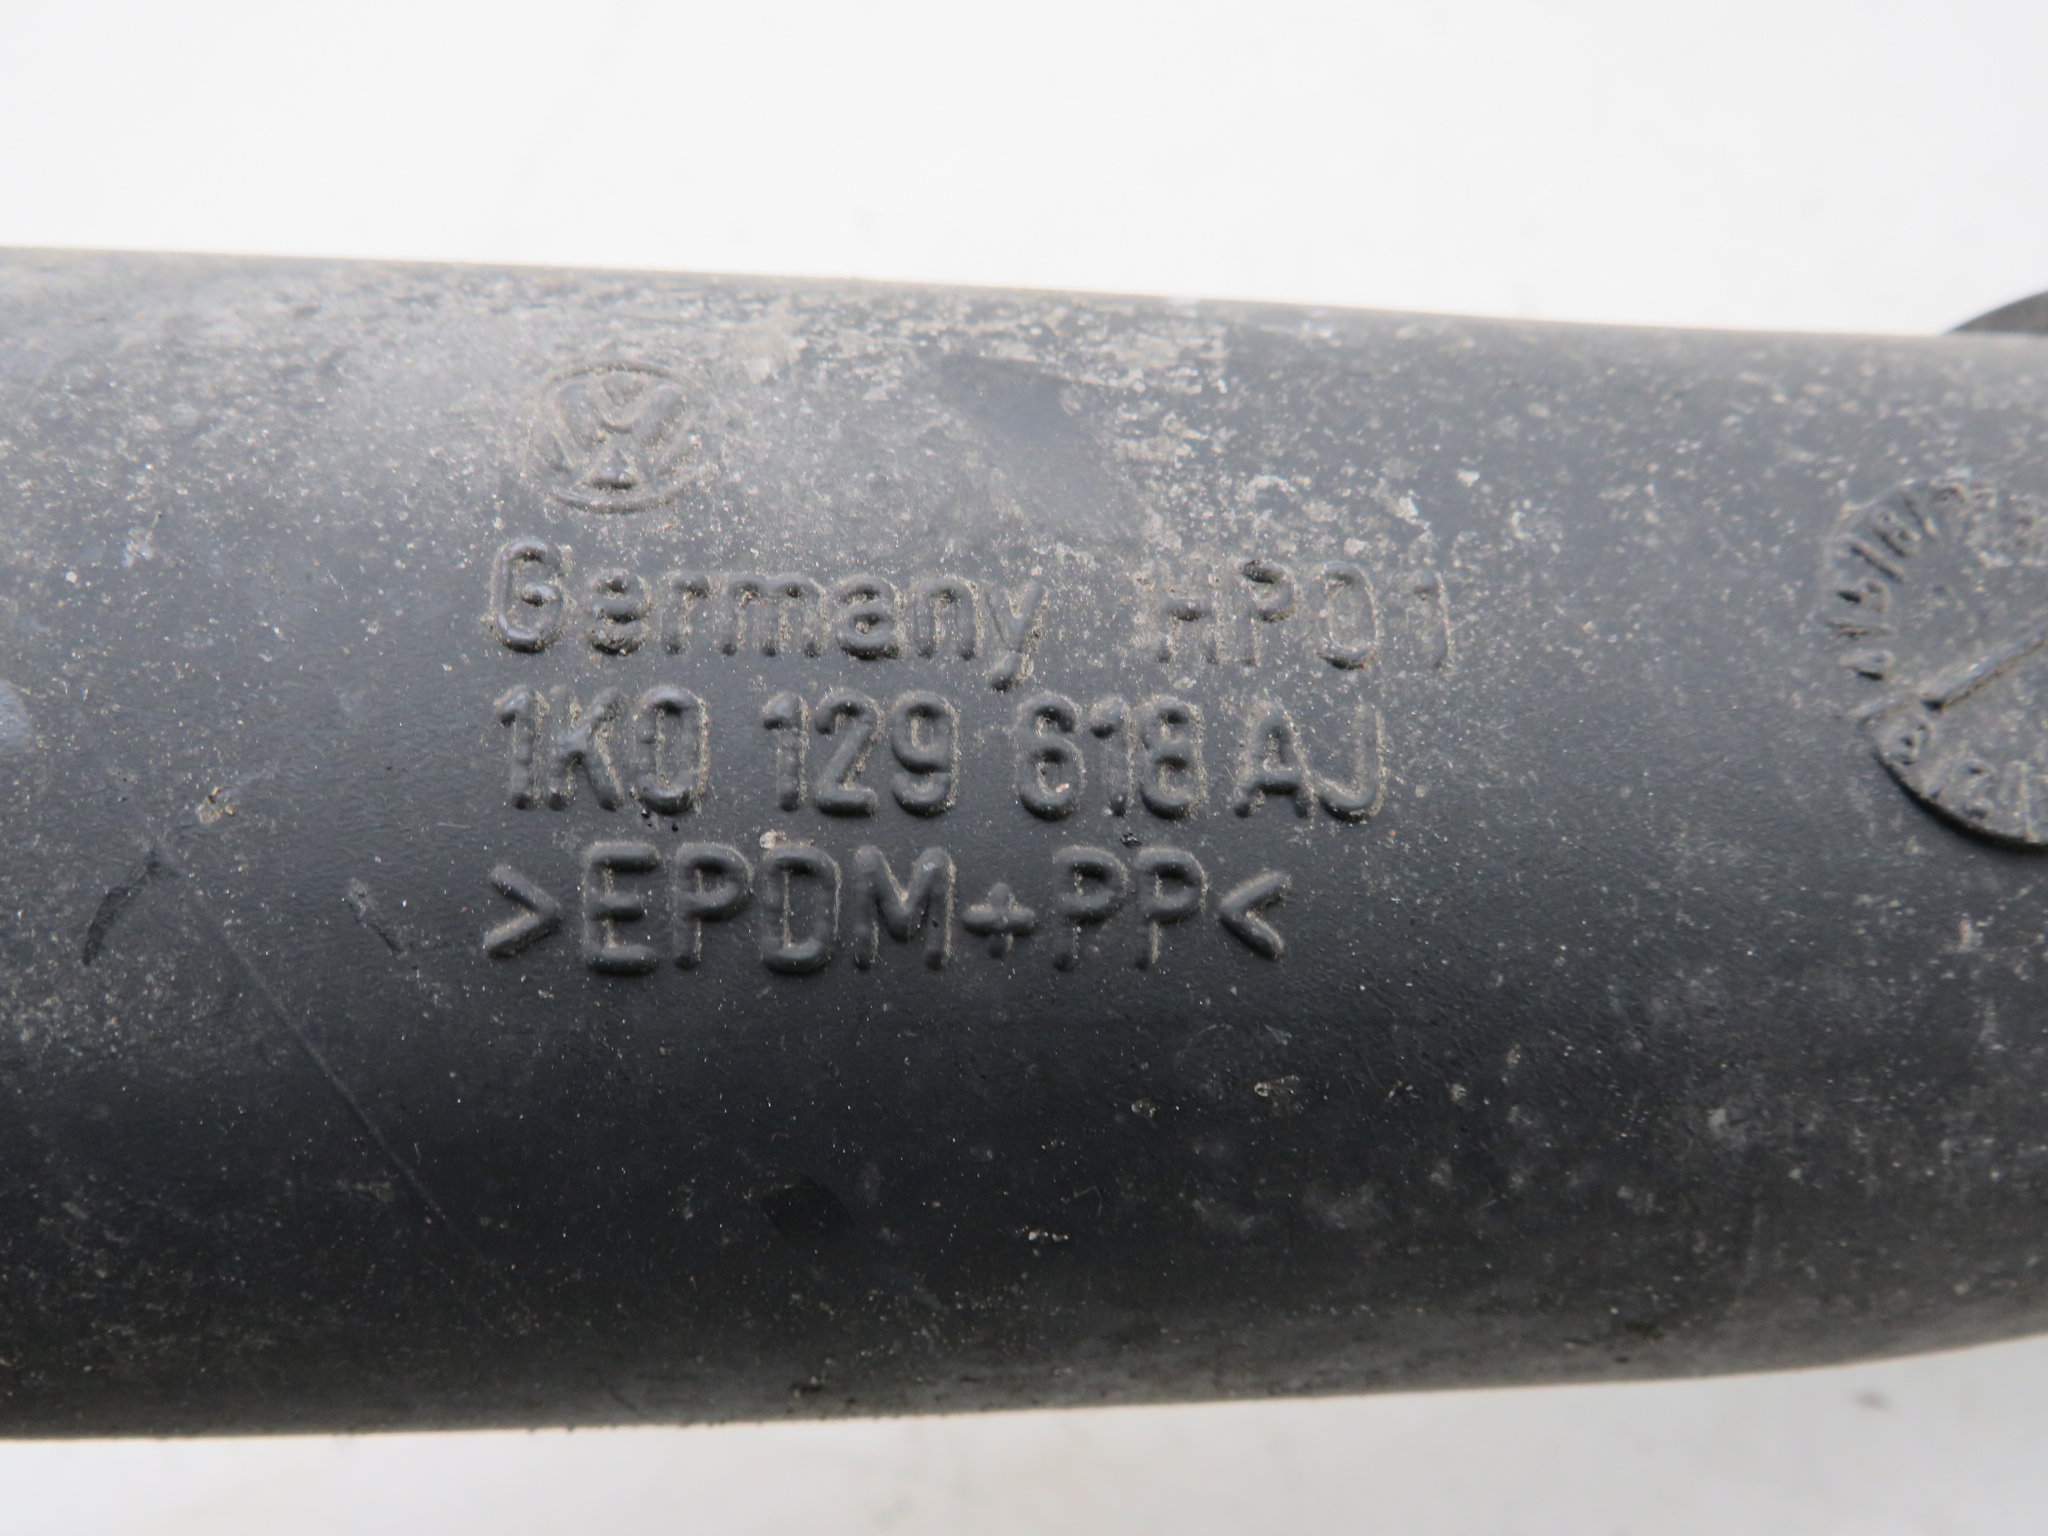 Germany HP01
1K0 129 618 AJ
>EPDM+PP<